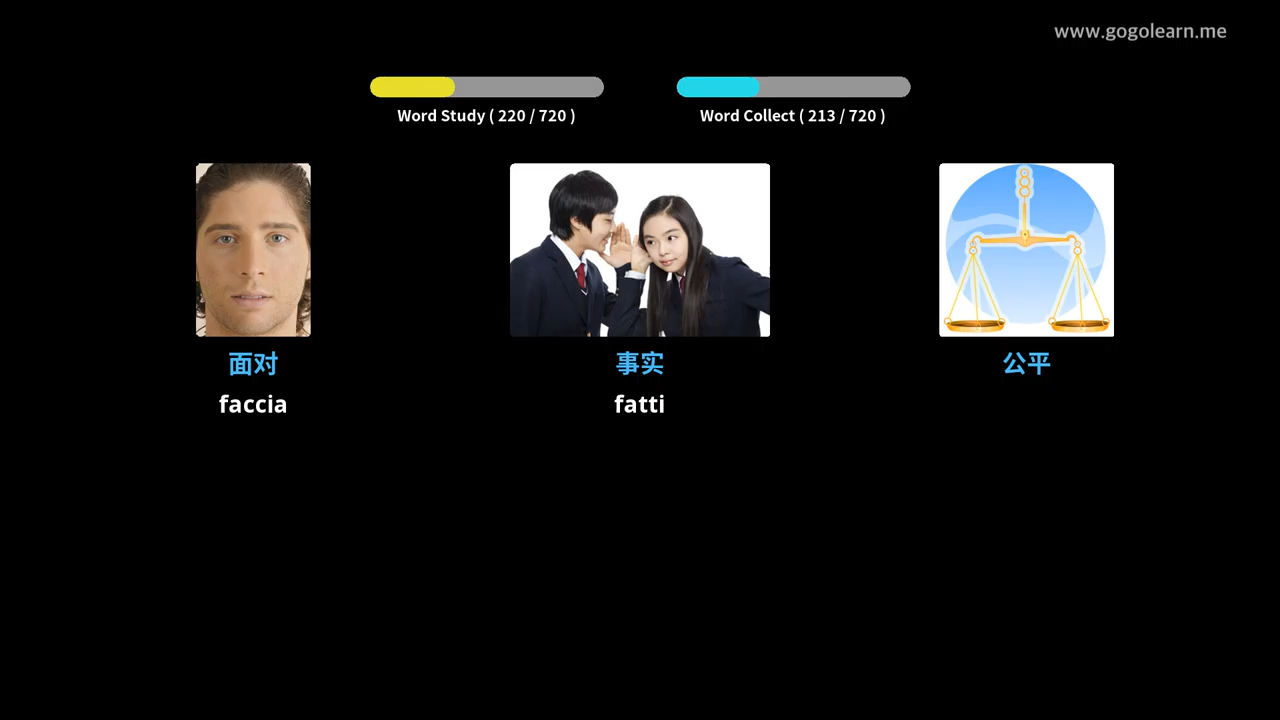 www.gogolearn.me
Word Study ( 220 / 720 )
Word Collect ( 213 / 720 )
面对
事实
公平
faccia
fatti